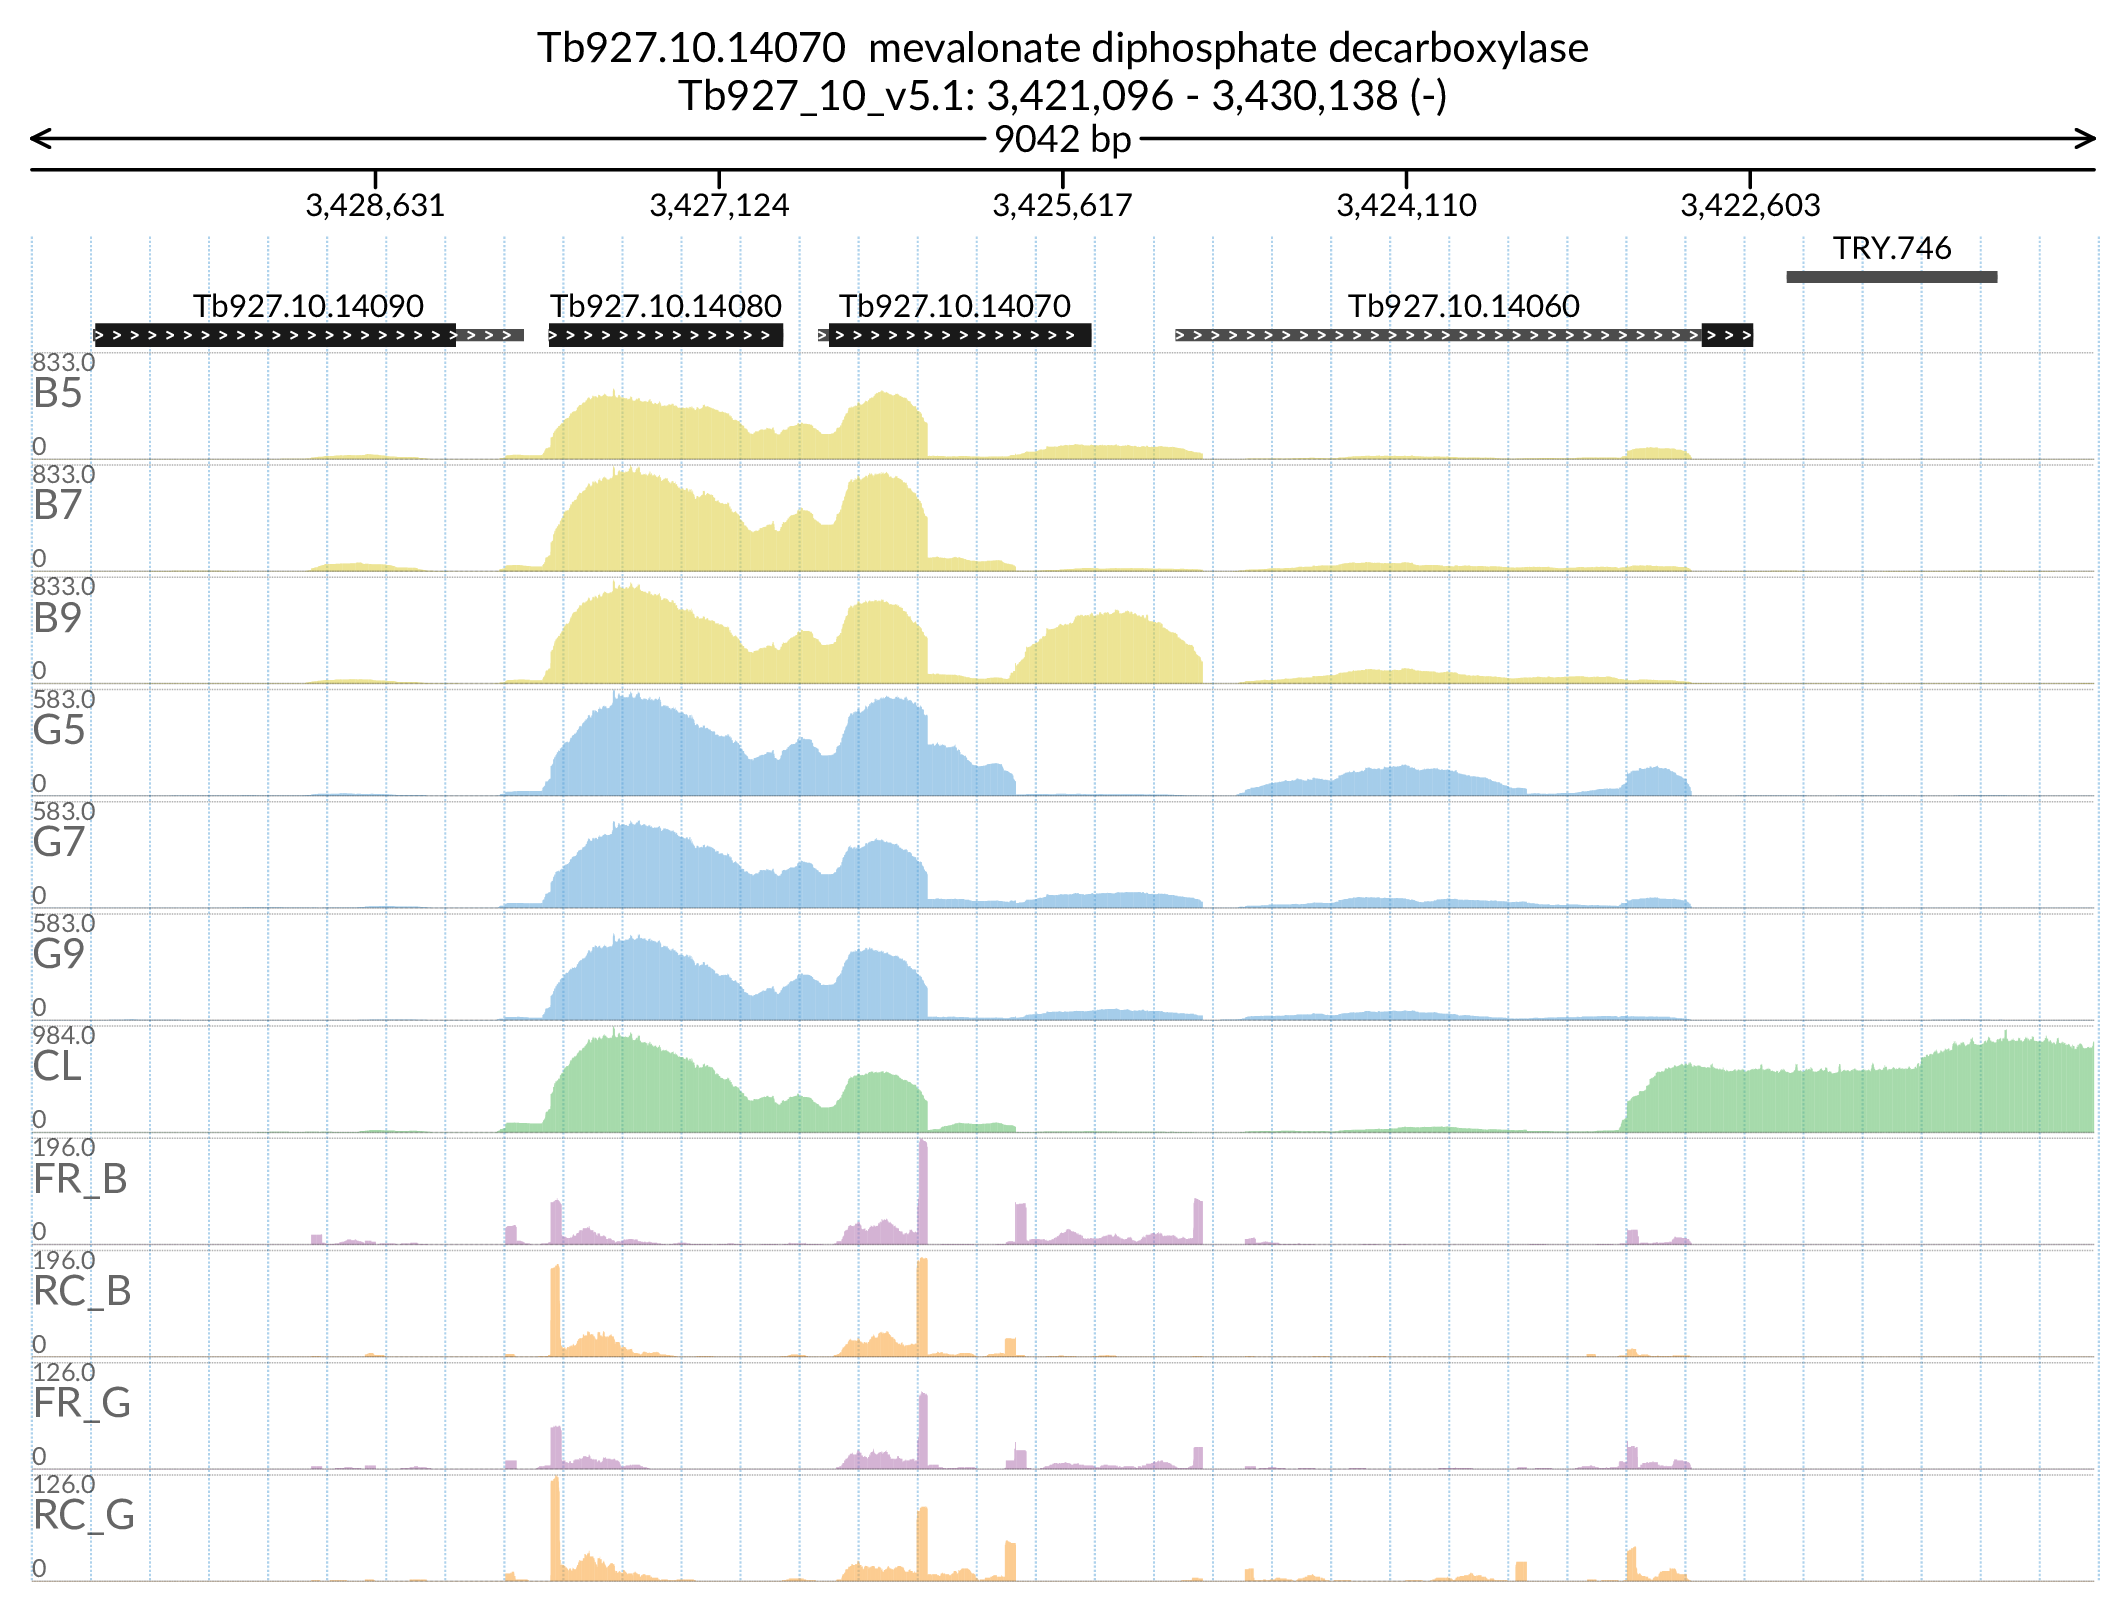 Tb927.10.14070  mevalonate diphosphate decarboxylase
Tb927_10_v5.1: 3,421,096 - 3,430,138 (-)
9042 bp
3,428,631 3,427,124 3,425,617 3,424,110 3,422,603
TRY.746
Tb927.10.14090 Tb927.10.14080 Tb927.10.14070 Tb927.10.14060
833.0
B5
0
833.0
B7
0
833.0
B9
0
583.0
G5
0
583.0
G7
0
583.0
G9
0
984.0
CL
0
196.0
FR_B
0
196.0
RC_B
0
126.0
FR_G
0
126.0
RC_G
0